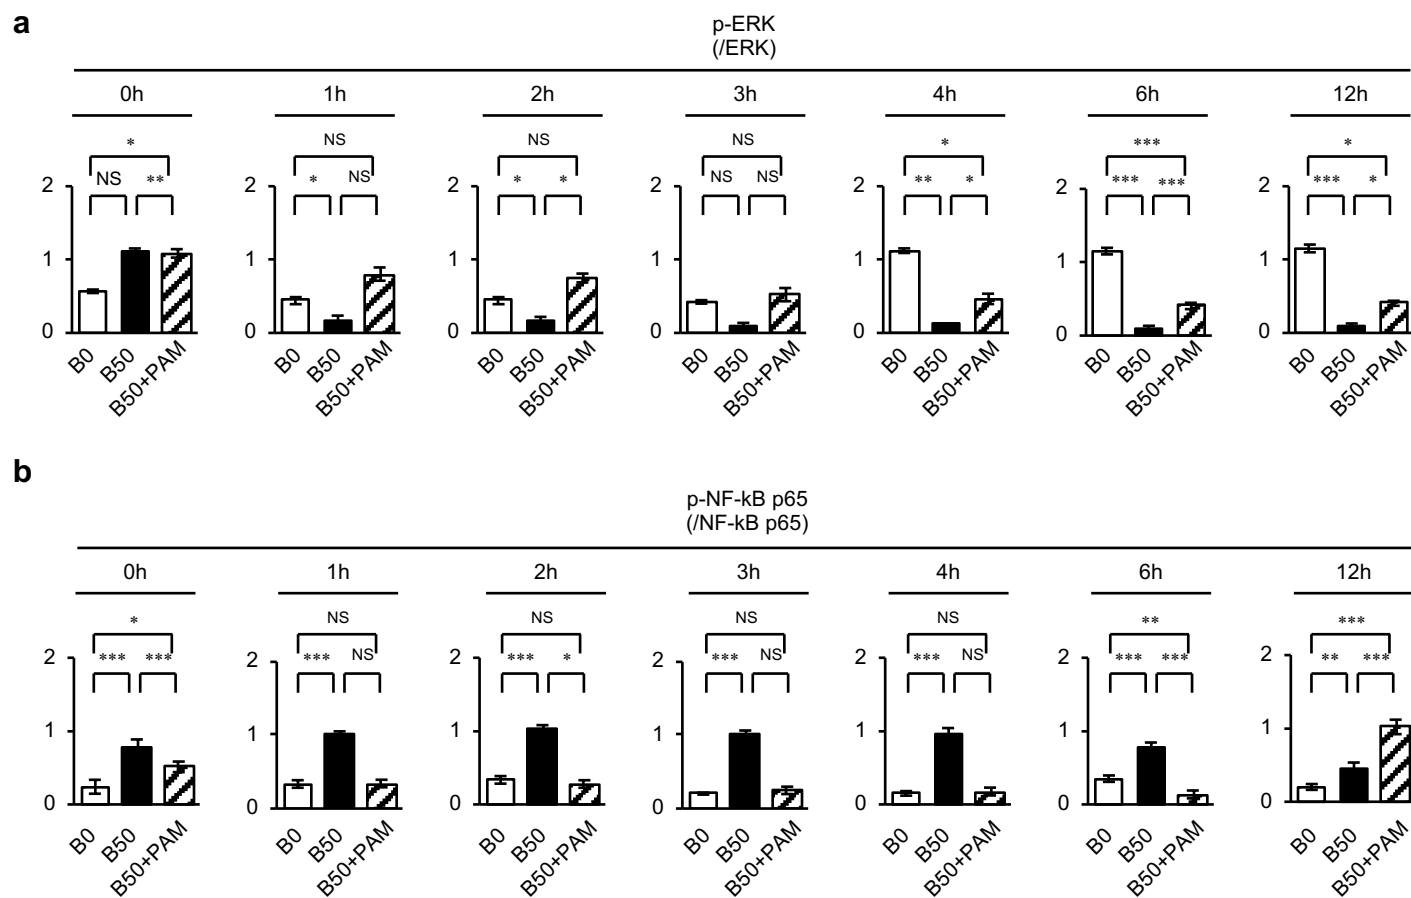 a
p-ERK
(/ERK)
0h 1h 2h 3h 4h 6h 12h
* NS NS NS * *** *
NS ** * NS * * NS NS ** * *** *** *** *
2 2 2 2 2 2 2
1 1 1 1 1 1 1
0 0 0 0 0 0 0
B0 B50 B50+PAM B0 B50 B50+PAM B0 B50 B50+PAM B0 B50 B50+PAM B0 B50 B50+PAM B0 B50 B50+PAM B0 B50 B50+PAM
b
p-NF-kB p65
(/NF-kB p65)
0h 1h 2h 3h 4h 6h 12h
* NS NS NS NS ** ***
*** *** *** NS *** * *** NS *** NS *** *** ** ***
2 2 2 2 2 2 2
1 1 1 1 1 1 1
0 0 0 0 0 0 0
B0 B50 B50+PAM B0 B50 B50+PAM B0 B50 B50+PAM B0 B50 B50+PAM B0 B50 B50+PAM B0 B50 B50+PAM B0 B50 B50+PAM